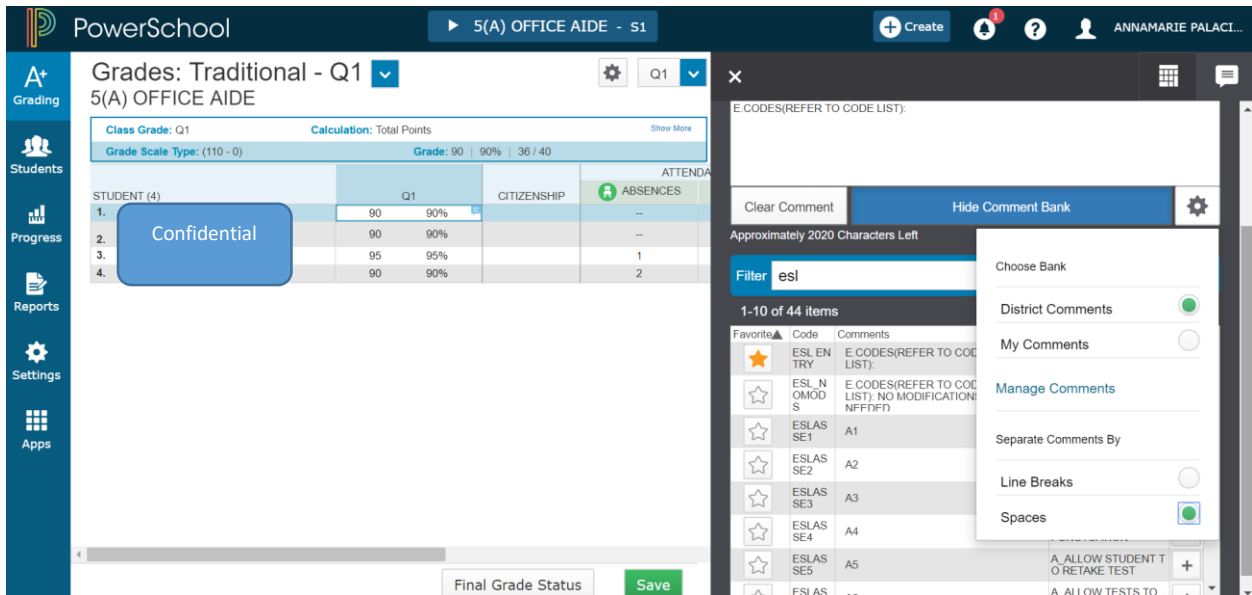 PowerSchool
5(A) OFFICE AIDE - S1
Create
1
?
ANNAMARIE PALACI...
A+
Grading
Students
Progress
Reports
Settings
Apps
Grades: Traditional - Q1
Q1
5(A) OFFICE AIDE
Class Grade: Q1 Calculation: Total Points Show More
Grade Scale Type: (110 - 0) Grade: 90 | 90% | 36 / 40
ATTENDA
STUDENT (4) Q1 CITIZENSHIP ABSENCES
1. 90 90% --
2. 90 90% --
3. 95 95% 1
4. 90 90% 2
Confidential
Final Grade Status
Save
E.CODES(REFER TO CODE LIST):
Clear Comment
Hide Comment Bank
Approximately 2020 Characters Left
Filter esl
1-10 of 44 items
Favorite Code Comments
ESL EN
TRY
E.CODES(REFER TO COD
LIST):
ESL_N
OMOD
S
E.CODES(REFER TO COD
LIST): NO MODIFICATION
NEEDED
ESLAS
SE1
A1
ESLAS
SE2
A2
ESLAS
SE3
A3
ESLAS
SE4
A4
ESLAS
SE5
A5
A_ALLOW STUDENT T
O RETAKE TEST
+
ESLAS
A_ALLOW TESTS TO
Choose Bank
District Comments
My Comments
Manage Comments
Separate Comments By
Line Breaks
Spaces